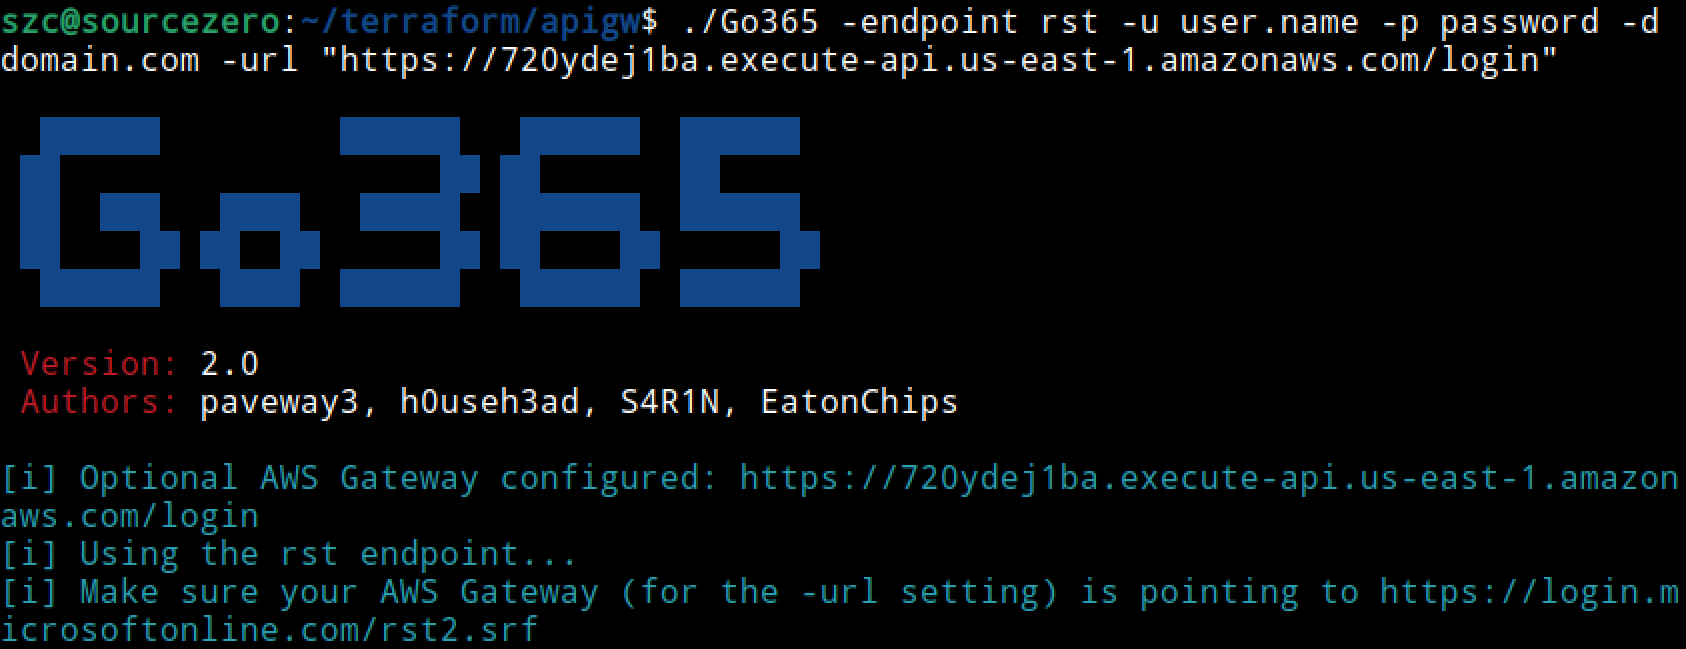 szc@sourcezero:~/terraform/apigw$ ./Go365 -endpoint rst -u user.name -p password -d
domain.com -url "https://720ydej1ba.execute-api.us-east-1.amazonaws.com/login"
Go365
Version: 2.0
Authors: paveway3, h0useh3ad, S4R1N, EatonChips
[i] Optional AWS Gateway configured: https://720ydej1ba.execute-api.us-east-1.amazon
aws.com/login
[i] Using the rst endpoint...
[i] Make sure your AWS Gateway (for the -url setting) is pointing to https://login.m
icrosoftonline.com/rst2.srf